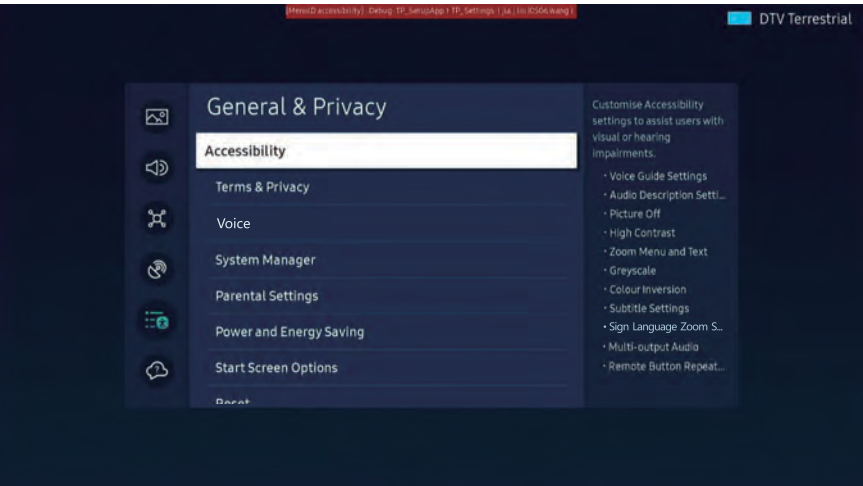 DTV Terrestrial
General & Privacy
Accessibility
Terms & Privacy
Voice
System Manager
Parental Settings
Power and Energy Saving
Start Screen Options
Reset
Customise Accessibility
settings to assist users with
visual or hearing
impairments.
· Voice Guide Settings
· Audio Description Setti...
· Picture Off
· High Contrast
· Zoom Menu and Text
· Greyscale
· Colour Inversion
· Subtitle Settings
· Sign Language Zoom S...
· Multi-output Audio
· Remote Button Repeat...